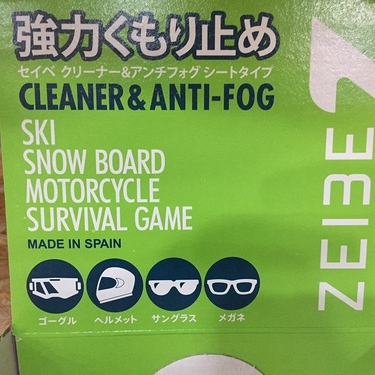 強力くもり止め
セイベ クリーナー&アンチフォグ シートタイプ
CLEANER & ANTI-FOG
SKI
SNOW BOARD
MOTORCYCLE
SURVIVAL GAME
MADE IN SPAIN
ゴーグル ヘルメット サングラス メガネ
ZEIBE